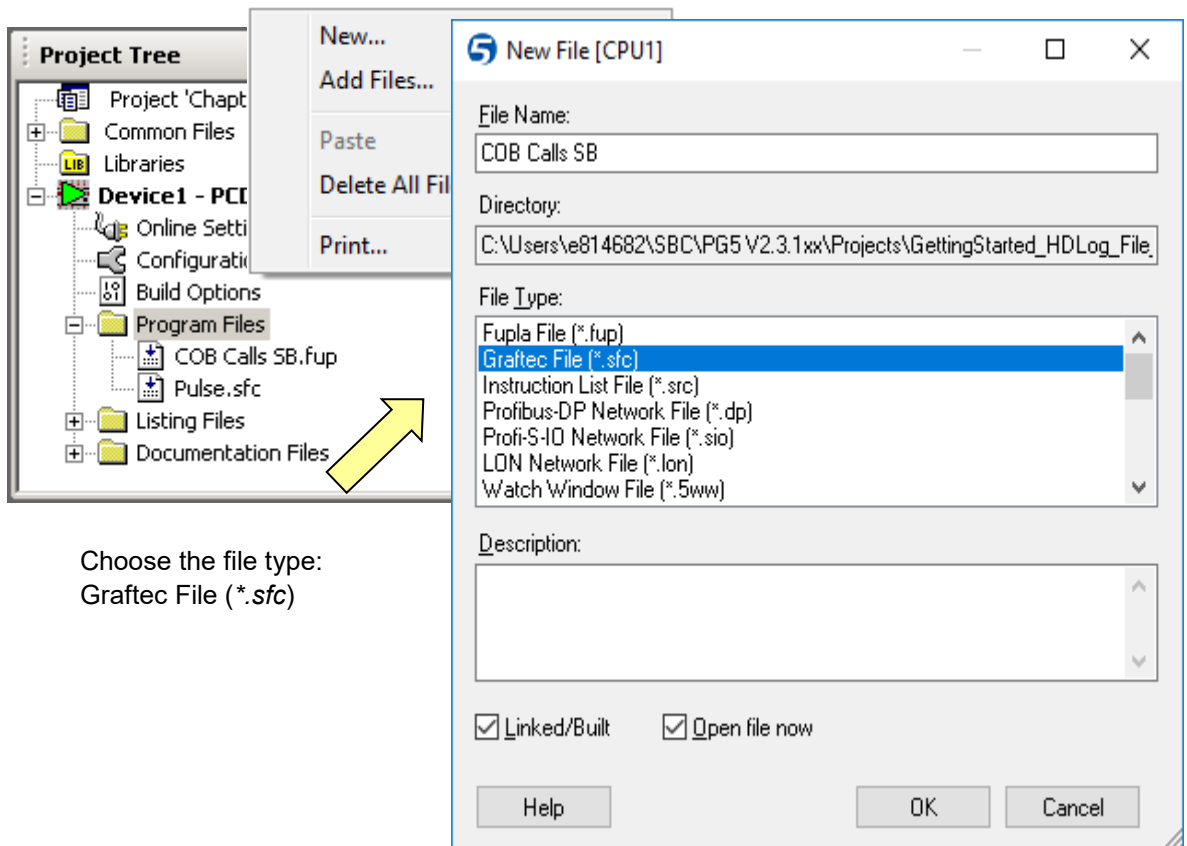 Project Tree
Project 'Chapt
Common Files
LIB Libraries
Device1 - PCD
Online Setti
Configuratio
Build Options
Program Files
COB Calls SB.fup
Pulse.sfc
Listing Files
Documentation Files
New...
Add Files...
Paste
Delete All Fil
Print...
Choose the file type:
Graftec File (*.sfc)
New File [CPU1]
File Name:
COB Calls SB
Directory:
C:\Users\e814682\SBC\PG5 V2.3.1xx\Projects\GettingStarted_HDLog_File_
File Type:
Fupla File (*.fup)
Graftec File (*.sfc)
Instruction List File (*.src)
Profibus-DP Network File (*.dp)
Profi-S-IO Network File (*.sio)
LON Network File (*.lon)
Watch Window File (*.5ww)
Description:
Linked/Built
Open file now
Help
OK
Cancel